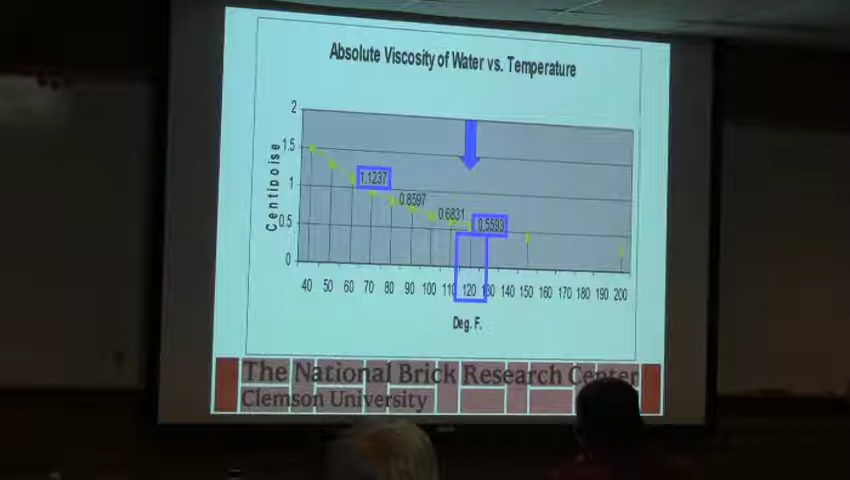 Absolute Viscosity of Water vs. Temperature
2
1.5
1
0.5
0
Centipoise
1.1237
0.8597
0.6831
0.5593
40 50 60 70 80 90 100 110 120 130 140 150 160 170 180 190 200
Deg. F.
The National Brick Research Center
Clemson University